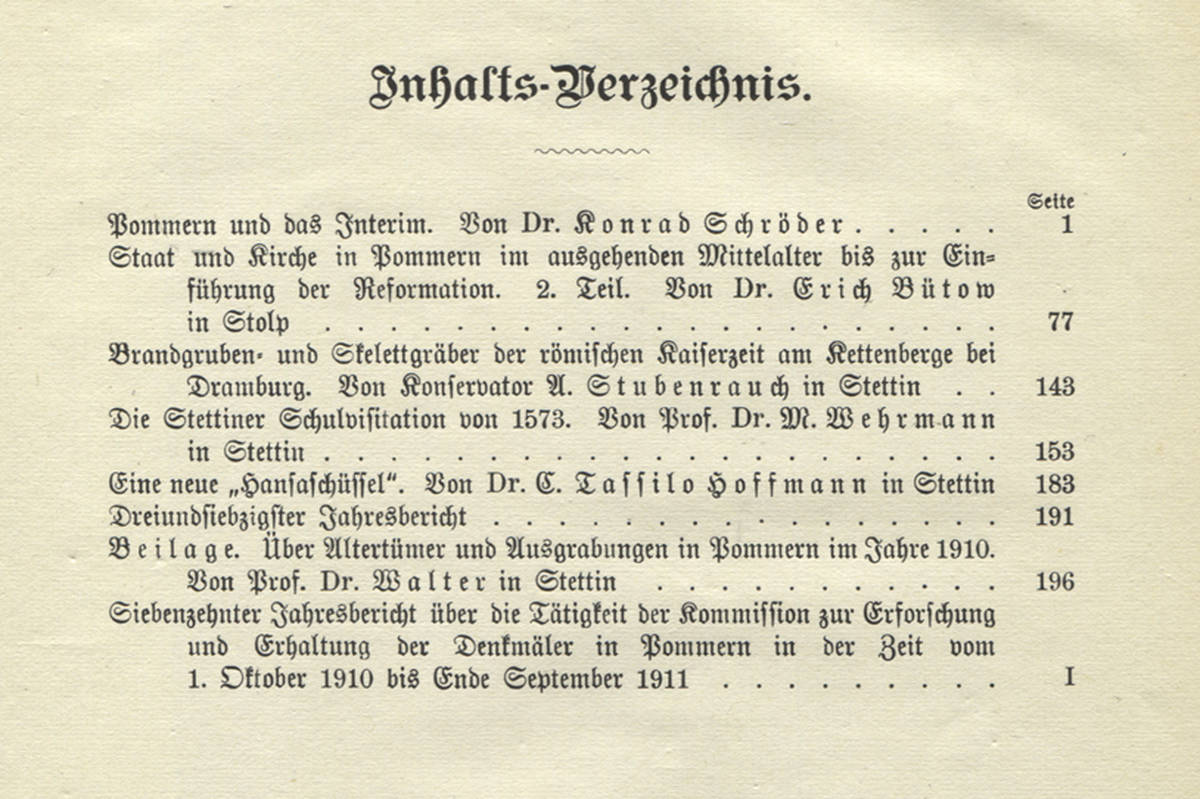 Inhalts-Verzeichnis.
Seite
Pommern und das Interim. Von Dr. Konrad Schröder . . . . . 1
Staat und Kirche in Pommern im ausgehenden Mittelalter bis zur Ein-
führung der Reformation. 2. Teil. Von Dr. Erich Bütow
in Stolp . . . . . . . . . . . . . . . . . . . 77
Brandgruben- und Skelettgräber der römischen Kaiserzeit am Kettenberge bei
Dramburg. Von Konservator A. Stubenrauch in Stettin . . 143
Die Stettiner Schulvisitation von 1573. Von Prof. Dr. M. Wehrmann
in Stettin . . . . . . . . . . . . . . . . . . . 153
Eine neue „Hansaschüssel“. Von Dr. C. Tassilo Hoffmann in Stettin 183
Dreiundsiebzigster Jahresbericht . . . . . . . . . . . . . . . 191
Beilage. Über Altertümer und Ausgrabungen in Pommern im Jahre 1910.
Von Prof. Dr. Walter in Stettin . . . . . . . . . . . 196
Siebenzehnter Jahresbericht über die Tätigkeit der Kommission zur Erforschung
und Erhaltung der Denkmäler in Pommern in der Zeit vom
1. Oktober 1910 bis Ende September 1911 . . . . . . . . . I